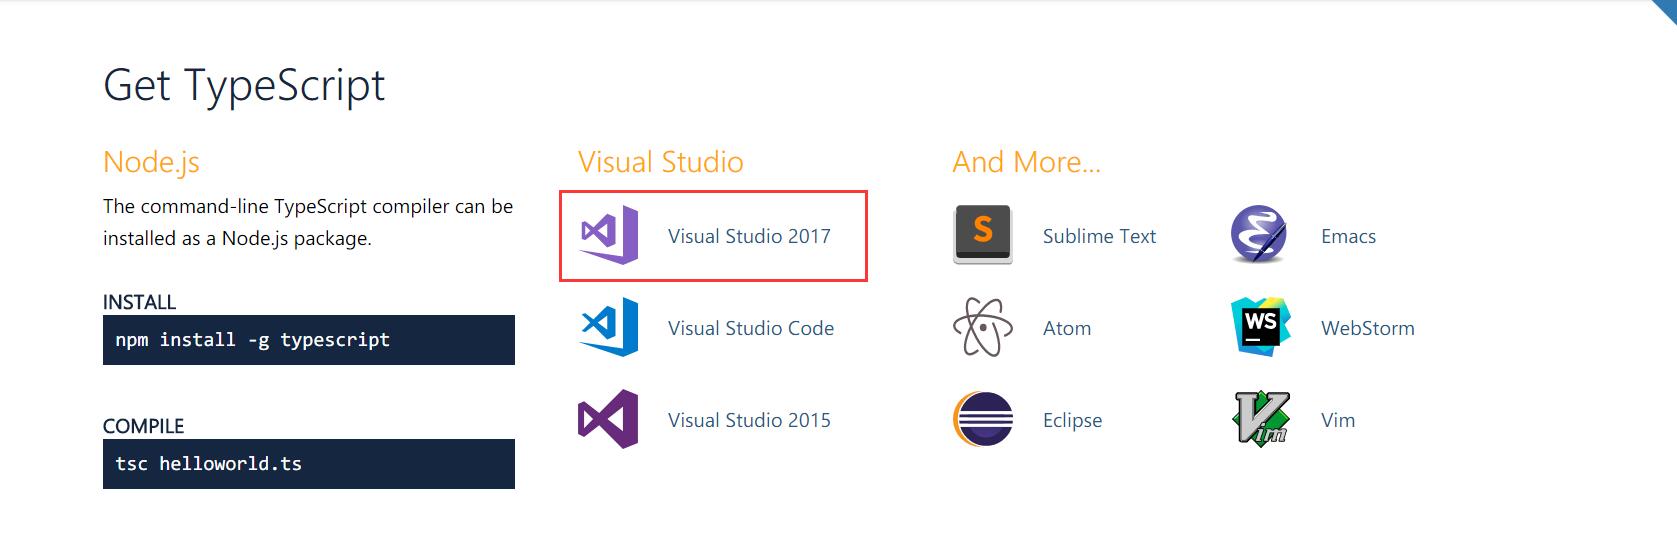 Get TypeScript
Node.js
The command-line TypeScript compiler can be
installed as a Node.js package.
INSTALL
npm install -g typescript
COMPILE
tsc helloworld.ts
Visual Studio
Visual Studio 2017
Visual Studio Code
Visual Studio 2015
And More...
S
Sublime Text
Emacs
Atom
WS
WebStorm
Eclipse
Vim
Vim